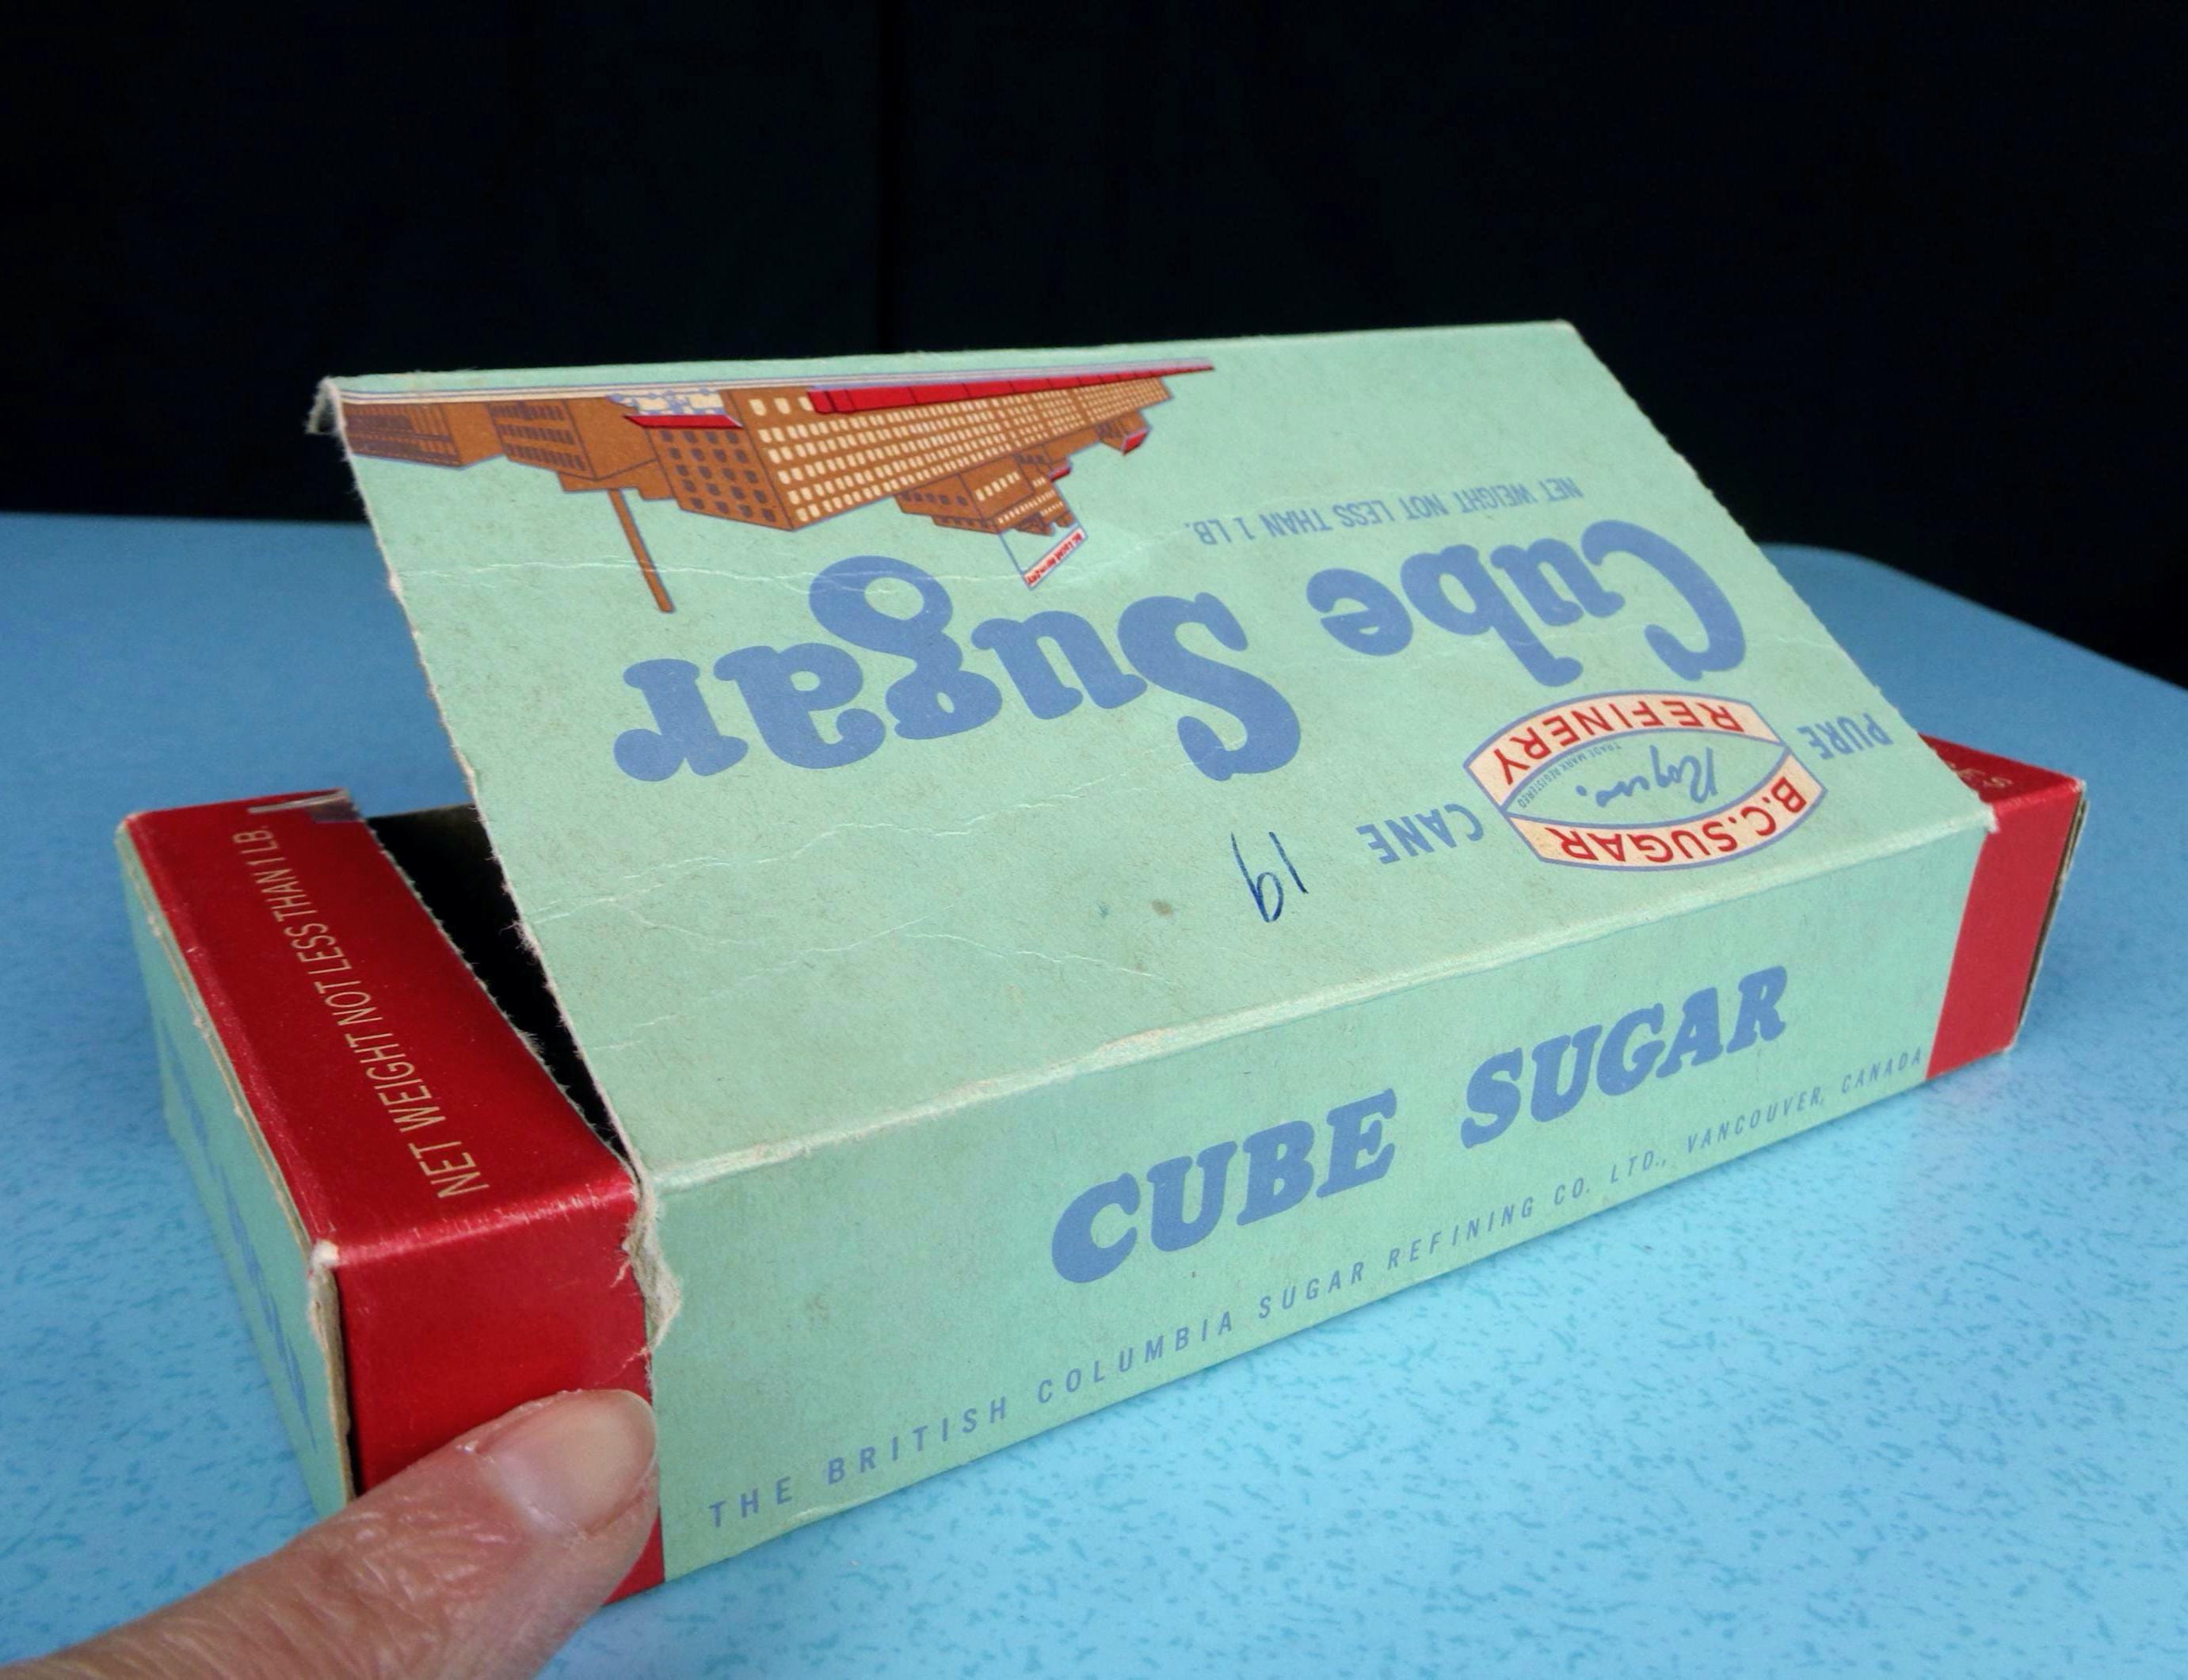 B.C. SUGAR
Rogers.
TRADE MARK REGISTERED
REFINERY
PURE CANE
19
Cube Sugar
NET WEIGHT NOT LESS THAN 1 LB.
NET WEIGHT NOT LESS THAN 1 LB.
CUBE SUGAR
THE BRITISH COLUMBIA SUGAR REFINING CO. LTD., VANCOUVER, CANADA